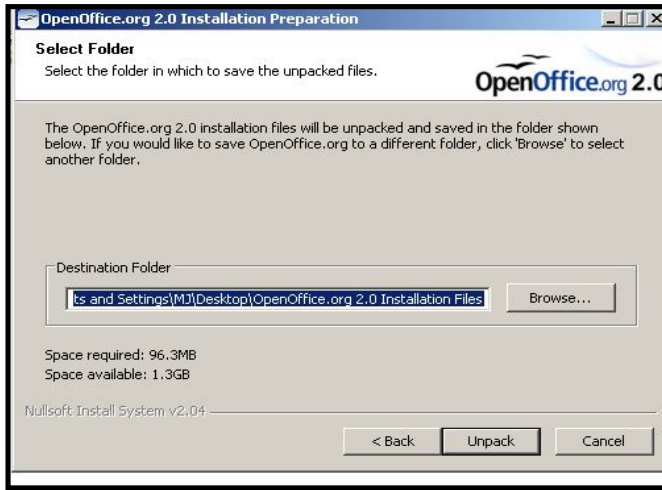 OpenOffice.org 2.0 Installation Preparation
Select Folder
Select the folder in which to save the unpacked files.
OpenOffice.org 2.0
The OpenOffice.org 2.0 installation files will be unpacked and saved in the folder shown
below. If you would like to save OpenOffice.org to a different folder, click 'Browse' to select
another folder.
Destination Folder
ts and Settings\MJ\Desktop\OpenOffice.org 2.0 Installation Files
Browse...
Space required: 96.3MB
Space available: 1.3GB
Nullsoft Install System v2.04
< Back
Unpack
Cancel